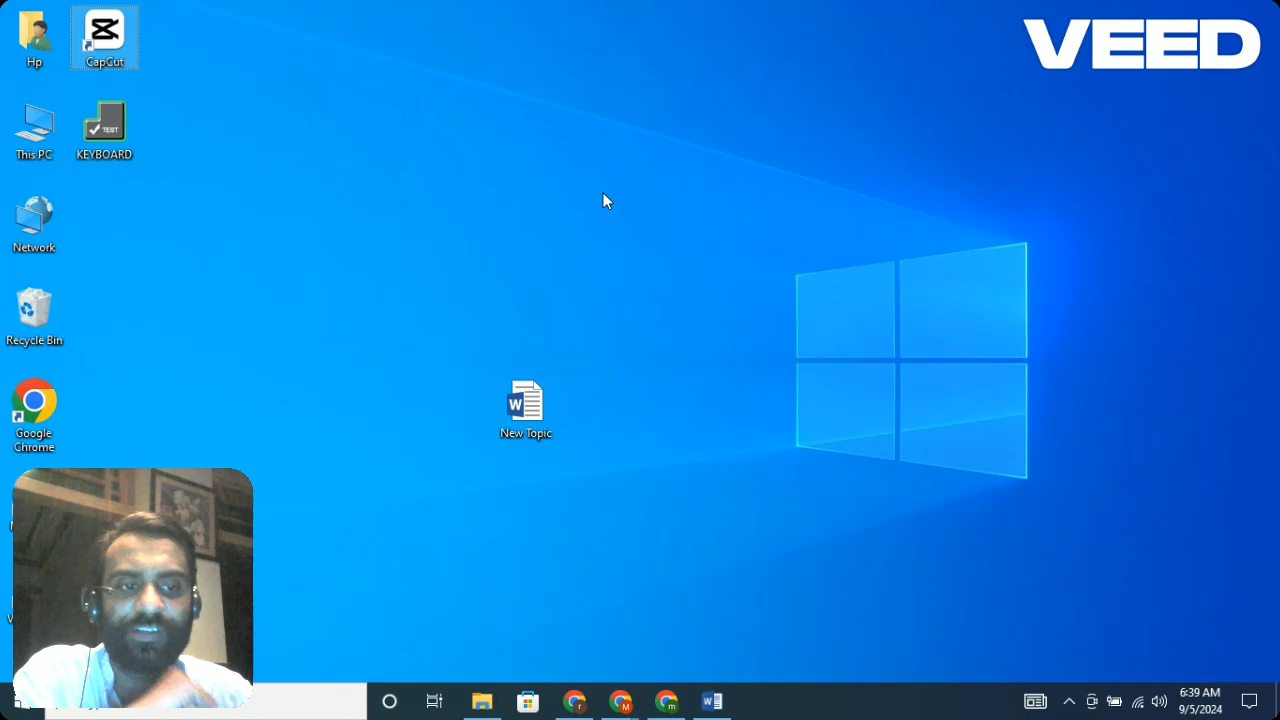 VEED
Hp
CapCut
This PC
TEST
KEYBOARD
Network
Recycle Bin
Google
Chrome
New Topic
6:39 AM
9/5/2024